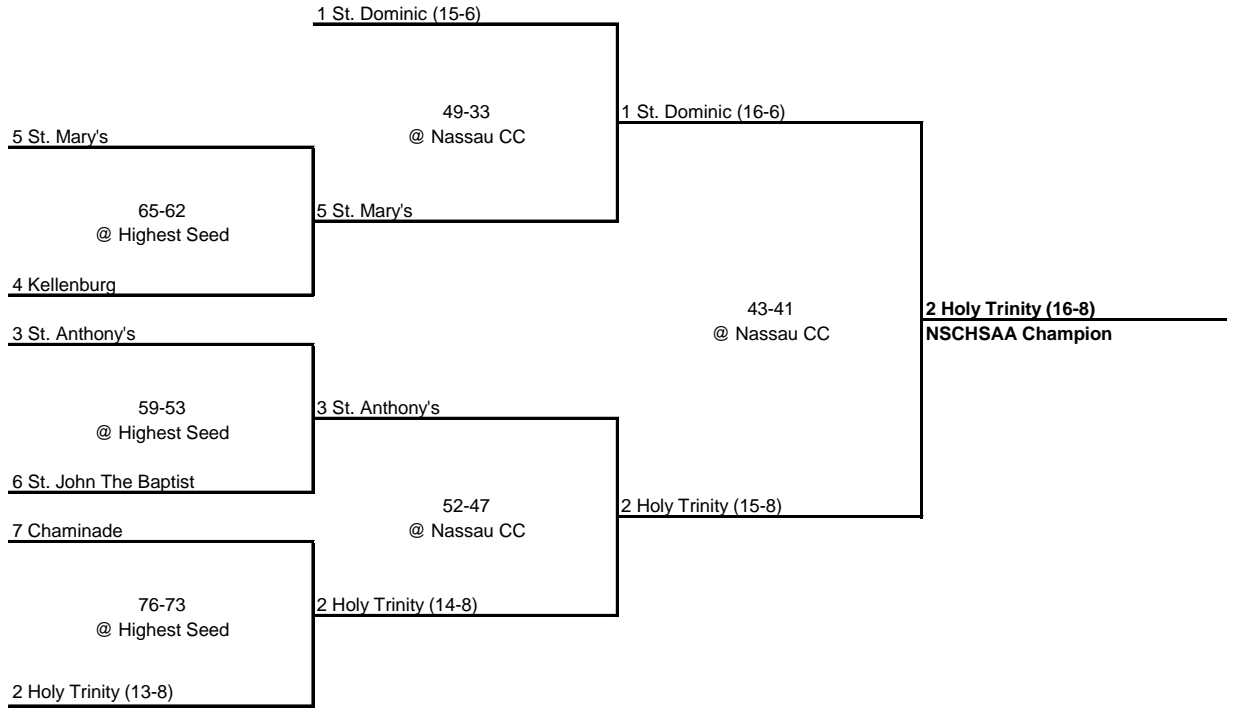 1 St. Dominic (15-6)
49-33
@ Nassau CC
1 St. Dominic (16-6)
5 St. Mary's
65-62
@ Highest Seed
5 St. Mary's
4 Kellenburg
43-41
@ Nassau CC
2 Holy Trinity (16-8)
NSCHSAA Champion
3 St. Anthony's
59-53
@ Highest Seed
3 St. Anthony's
6 St. John The Baptist
52-47
@ Nassau CC
2 Holy Trinity (15-8)
7 Chaminade
76-73
@ Highest Seed
2 Holy Trinity (14-8)
2 Holy Trinity (13-8)